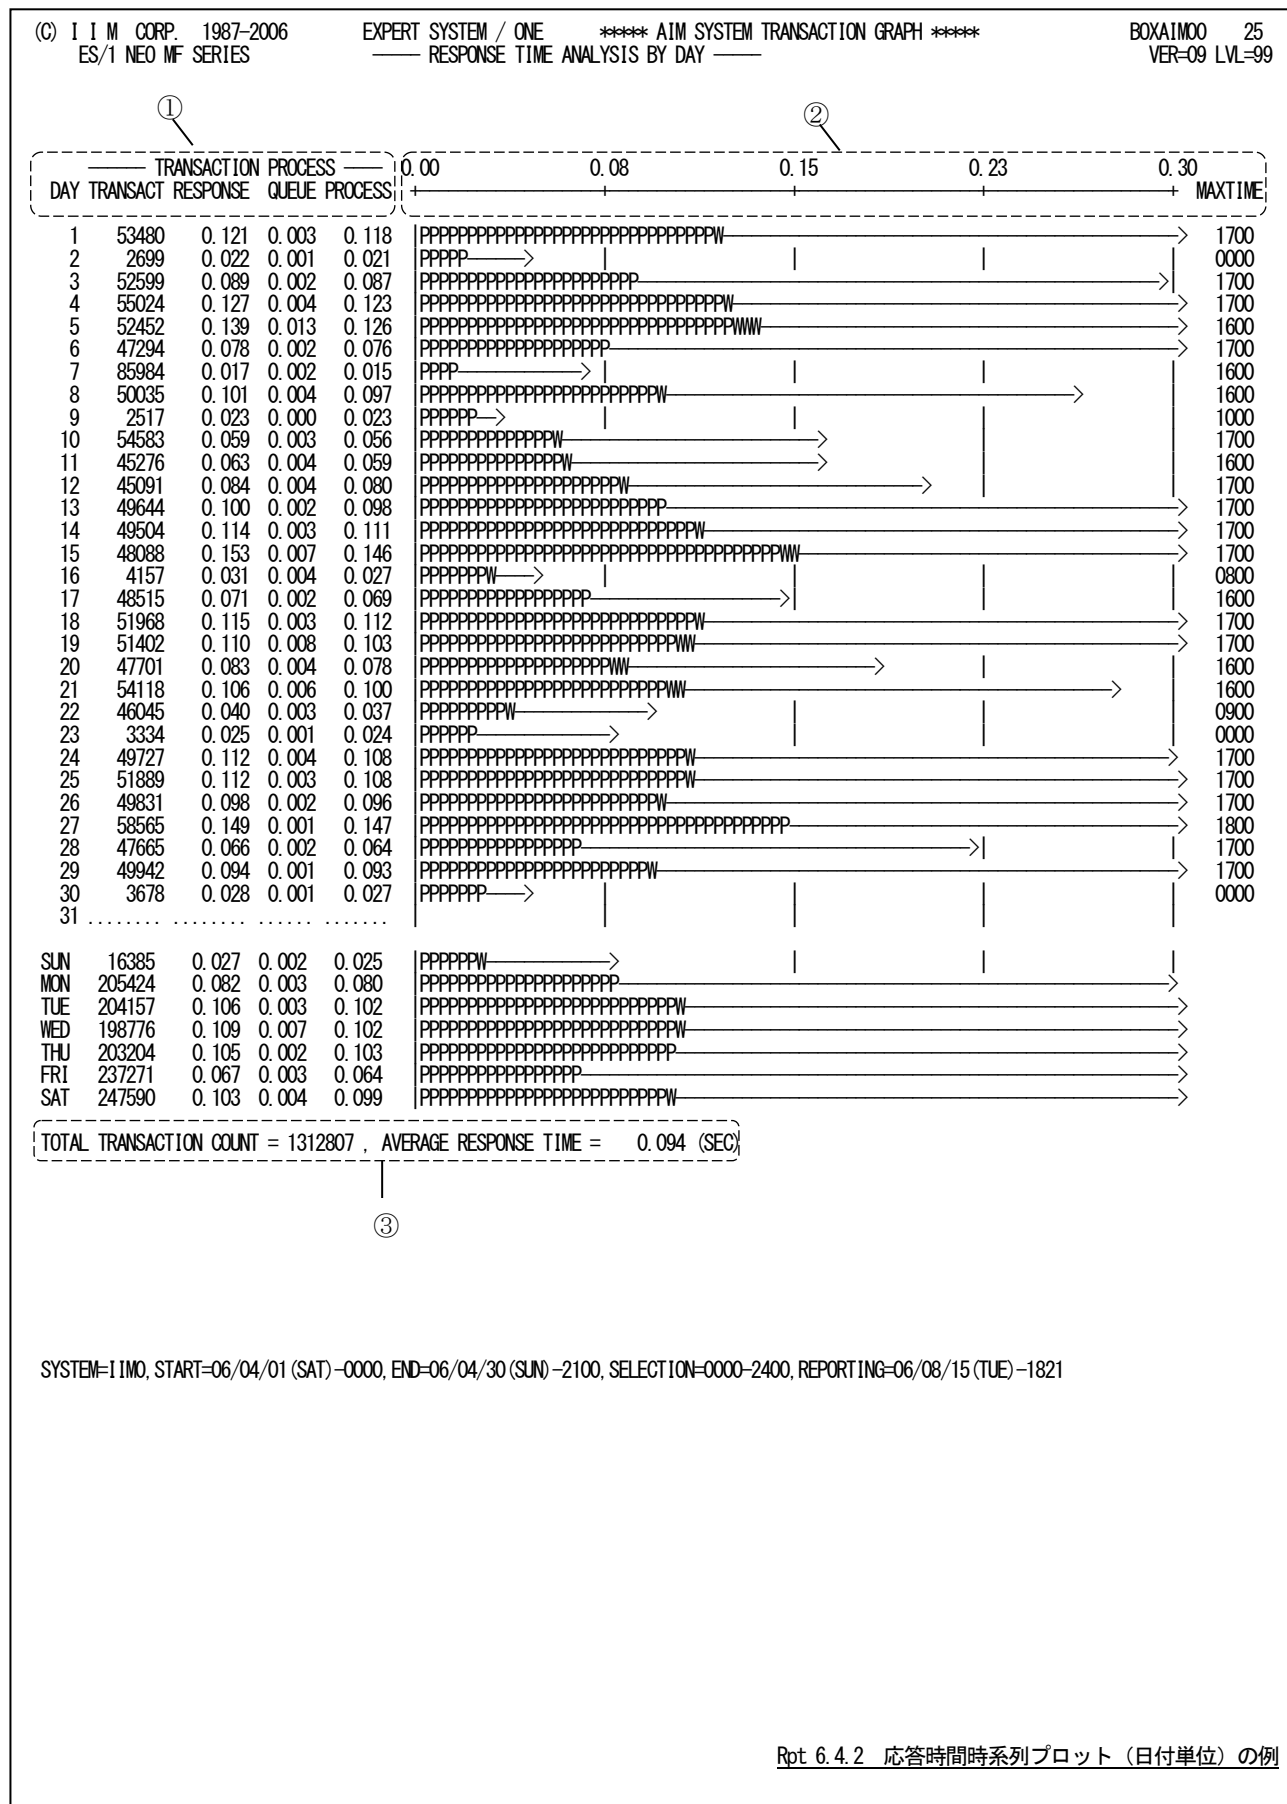 (C) I I M CORP. 1987-2006 EXPERT SYSTEM / ONE ***** AIM SYSTEM TRANSACTION GRAPH ***** BOXAIM00 25
ES/1 NEO MF SERIES ――― RESPONSE TIME ANALYSIS BY DAY ――― VER=09 LVL=99
① ②
――― TRANSACTION PROCESS ――― 0.00 0.08 0.15 0.23 0.30
DAY TRANSACT RESPONSE QUEUE PROCESS MAXTIME
1 53480 0.121 0.003 0.118 |PPPPPPPPPPPPPPPPPPPPPPPPPPPPPPPW―――> 1700
2 2699 0.022 0.001 0.021 |PPPPP―――> | | | | 0000
3 52599 0.089 0.002 0.087 |PPPPPPPPPPPPPPPPPPPPPPP―――>| 1700
4 55024 0.127 0.004 0.123 |PPPPPPPPPPPPPPPPPPPPPPPPPPPPPPPPW―――> 1700
5 52452 0.139 0.013 0.126 |PPPPPPPPPPPPPPPPPPPPPPPPPPPPPPPPPWWW―――> 1600
6 47294 0.078 0.002 0.076 |PPPPPPPPPPPPPPPPPPPP―――> 1700
7 85984 0.017 0.002 0.015 |PPPP―――> | | | | 1600
8 50035 0.101 0.004 0.097 |PPPPPPPPPPPPPPPPPPPPPPPPPW―――> | 1600
9 2517 0.023 0.000 0.023 |PPPPPP―> | | | | 1000
10 54583 0.059 0.003 0.056 |PPPPPPPPPPPPPPW―――> | | 1700
11 45276 0.063 0.004 0.059 |PPPPPPPPPPPPPPPW―――> | | 1600
12 45091 0.084 0.004 0.080 |PPPPPPPPPPPPPPPPPPPPPW―――> | | 1700
13 49644 0.100 0.002 0.098 |PPPPPPPPPPPPPPPPPPPPPPPPPP―――> 1700
14 49504 0.114 0.003 0.111 |PPPPPPPPPPPPPPPPPPPPPPPPPPPPPW―――> 1700
15 48088 0.153 0.007 0.146 |PPPPPPPPPPPPPPPPPPPPPPPPPPPPPPPPPPPPPPWW―――> 1700
16 4157 0.031 0.004 0.027 |PPPPPPPW―――> | | | | 0800
17 48515 0.071 0.002 0.069 |PPPPPPPPPPPPPPPPPP―――>| | | 1600
18 51968 0.115 0.003 0.112 |PPPPPPPPPPPPPPPPPPPPPPPPPPPPPW―――> 1700
19 51402 0.110 0.008 0.103 |PPPPPPPPPPPPPPPPPPPPPPPPPPPWW―――> 1700
20 47701 0.083 0.004 0.078 |PPPPPPPPPPPPPPPPPPPPWW―――> | | 1600
21 54118 0.106 0.006 0.100 |PPPPPPPPPPPPPPPPPPPPPPPPPPWW―――> | 1600
22 46045 0.040 0.003 0.037 |PPPPPPPPPW―――> | | | 0900
23 3334 0.025 0.001 0.024 |PPPPPP―――> | | | 0000
24 49727 0.112 0.004 0.108 |PPPPPPPPPPPPPPPPPPPPPPPPPPPPW―――> 1700
25 51889 0.112 0.003 0.108 |PPPPPPPPPPPPPPPPPPPPPPPPPPPPW―――> 1700
26 49831 0.098 0.002 0.096 |PPPPPPPPPPPPPPPPPPPPPPPPPW―――> 1700
27 58565 0.149 0.001 0.147 |PPPPPPPPPPPPPPPPPPPPPPPPPPPPPPPPPPPPPPP―――> 1800
28 47665 0.066 0.002 0.064 |PPPPPPPPPPPPPPPPP―――>| | 1700
29 49942 0.094 0.001 0.093 |PPPPPPPPPPPPPPPPPPPPPPPPW―――> 1700
30 3678 0.028 0.001 0.027 |PPPPPPP―――> | | | | 0000
31 ........ ........ ...... ....... | | | | |
SUN 16385 0.027 0.002 0.025 |PPPPPPW―――> | | |
MON 205424 0.082 0.003 0.080 |PPPPPPPPPPPPPPPPPPPPP―――>
TUE 204157 0.106 0.003 0.102 |PPPPPPPPPPPPPPPPPPPPPPPPPPPW―――>
WED 198776 0.109 0.007 0.102 |PPPPPPPPPPPPPPPPPPPPPPPPPPPW―――>
THU 203204 0.105 0.002 0.103 |PPPPPPPPPPPPPPPPPPPPPPPPPPP―――>
FRI 237271 0.067 0.003 0.064 |PPPPPPPPPPPPPPPPP―――>
SAT 247590 0.103 0.004 0.099 |PPPPPPPPPPPPPPPPPPPPPPPPPPW―――>
TOTAL TRANSACTION COUNT = 1312807 , AVERAGE RESPONSE TIME = 0.094 (SEC)
③
SYSTEM=IIMO,START=06/04/01(SAT)-0000,END=06/04/30(SUN)-2100,SELECTION=0000-2400,REPORTING=06/08/15(TUE)-1821
Rpt 6.4.2 応答時間時系列プロット（日付単位）の例